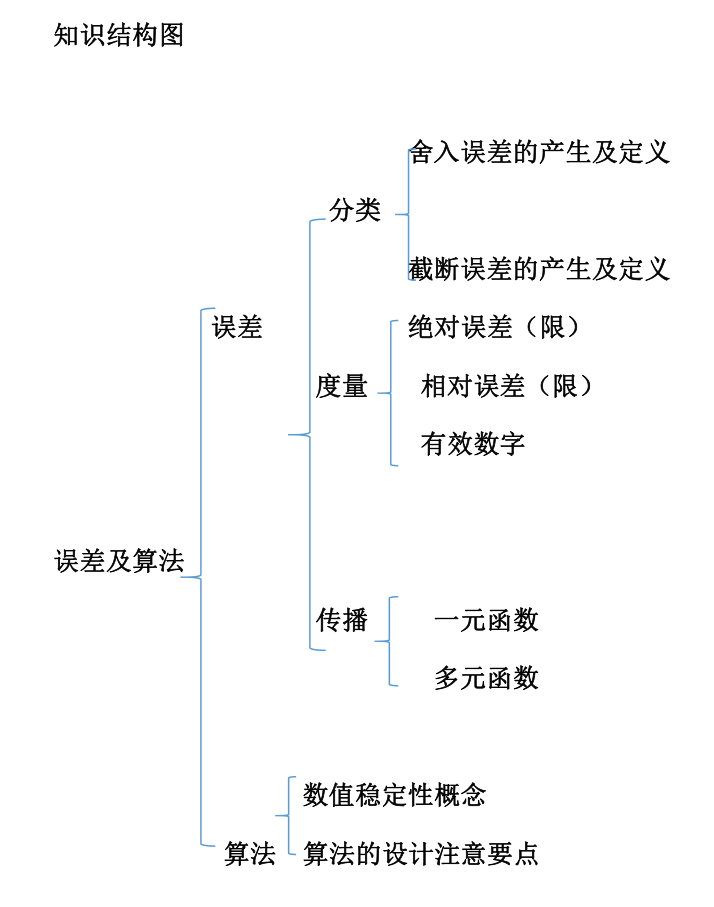 知识结构图
舍入误差的产生及定义
分类
截断误差的产生及定义
误差
绝对误差（限）
度量
相对误差（限）
有效数字
误差及算法
传播
一元函数
多元函数
数值稳定性概念
算法
算法的设计注意要点